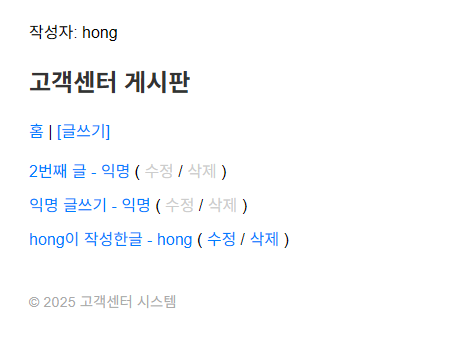 작성자: hong
고객센터 게시판
홈 | [글쓰기]
2번째 글 - 익명 ( 수정 / 삭제 )
익명 글쓰기 - 익명 ( 수정 / 삭제 )
hong이 작성한글 - hong ( 수정 / 삭제 )
© 2025 고객센터 시스템